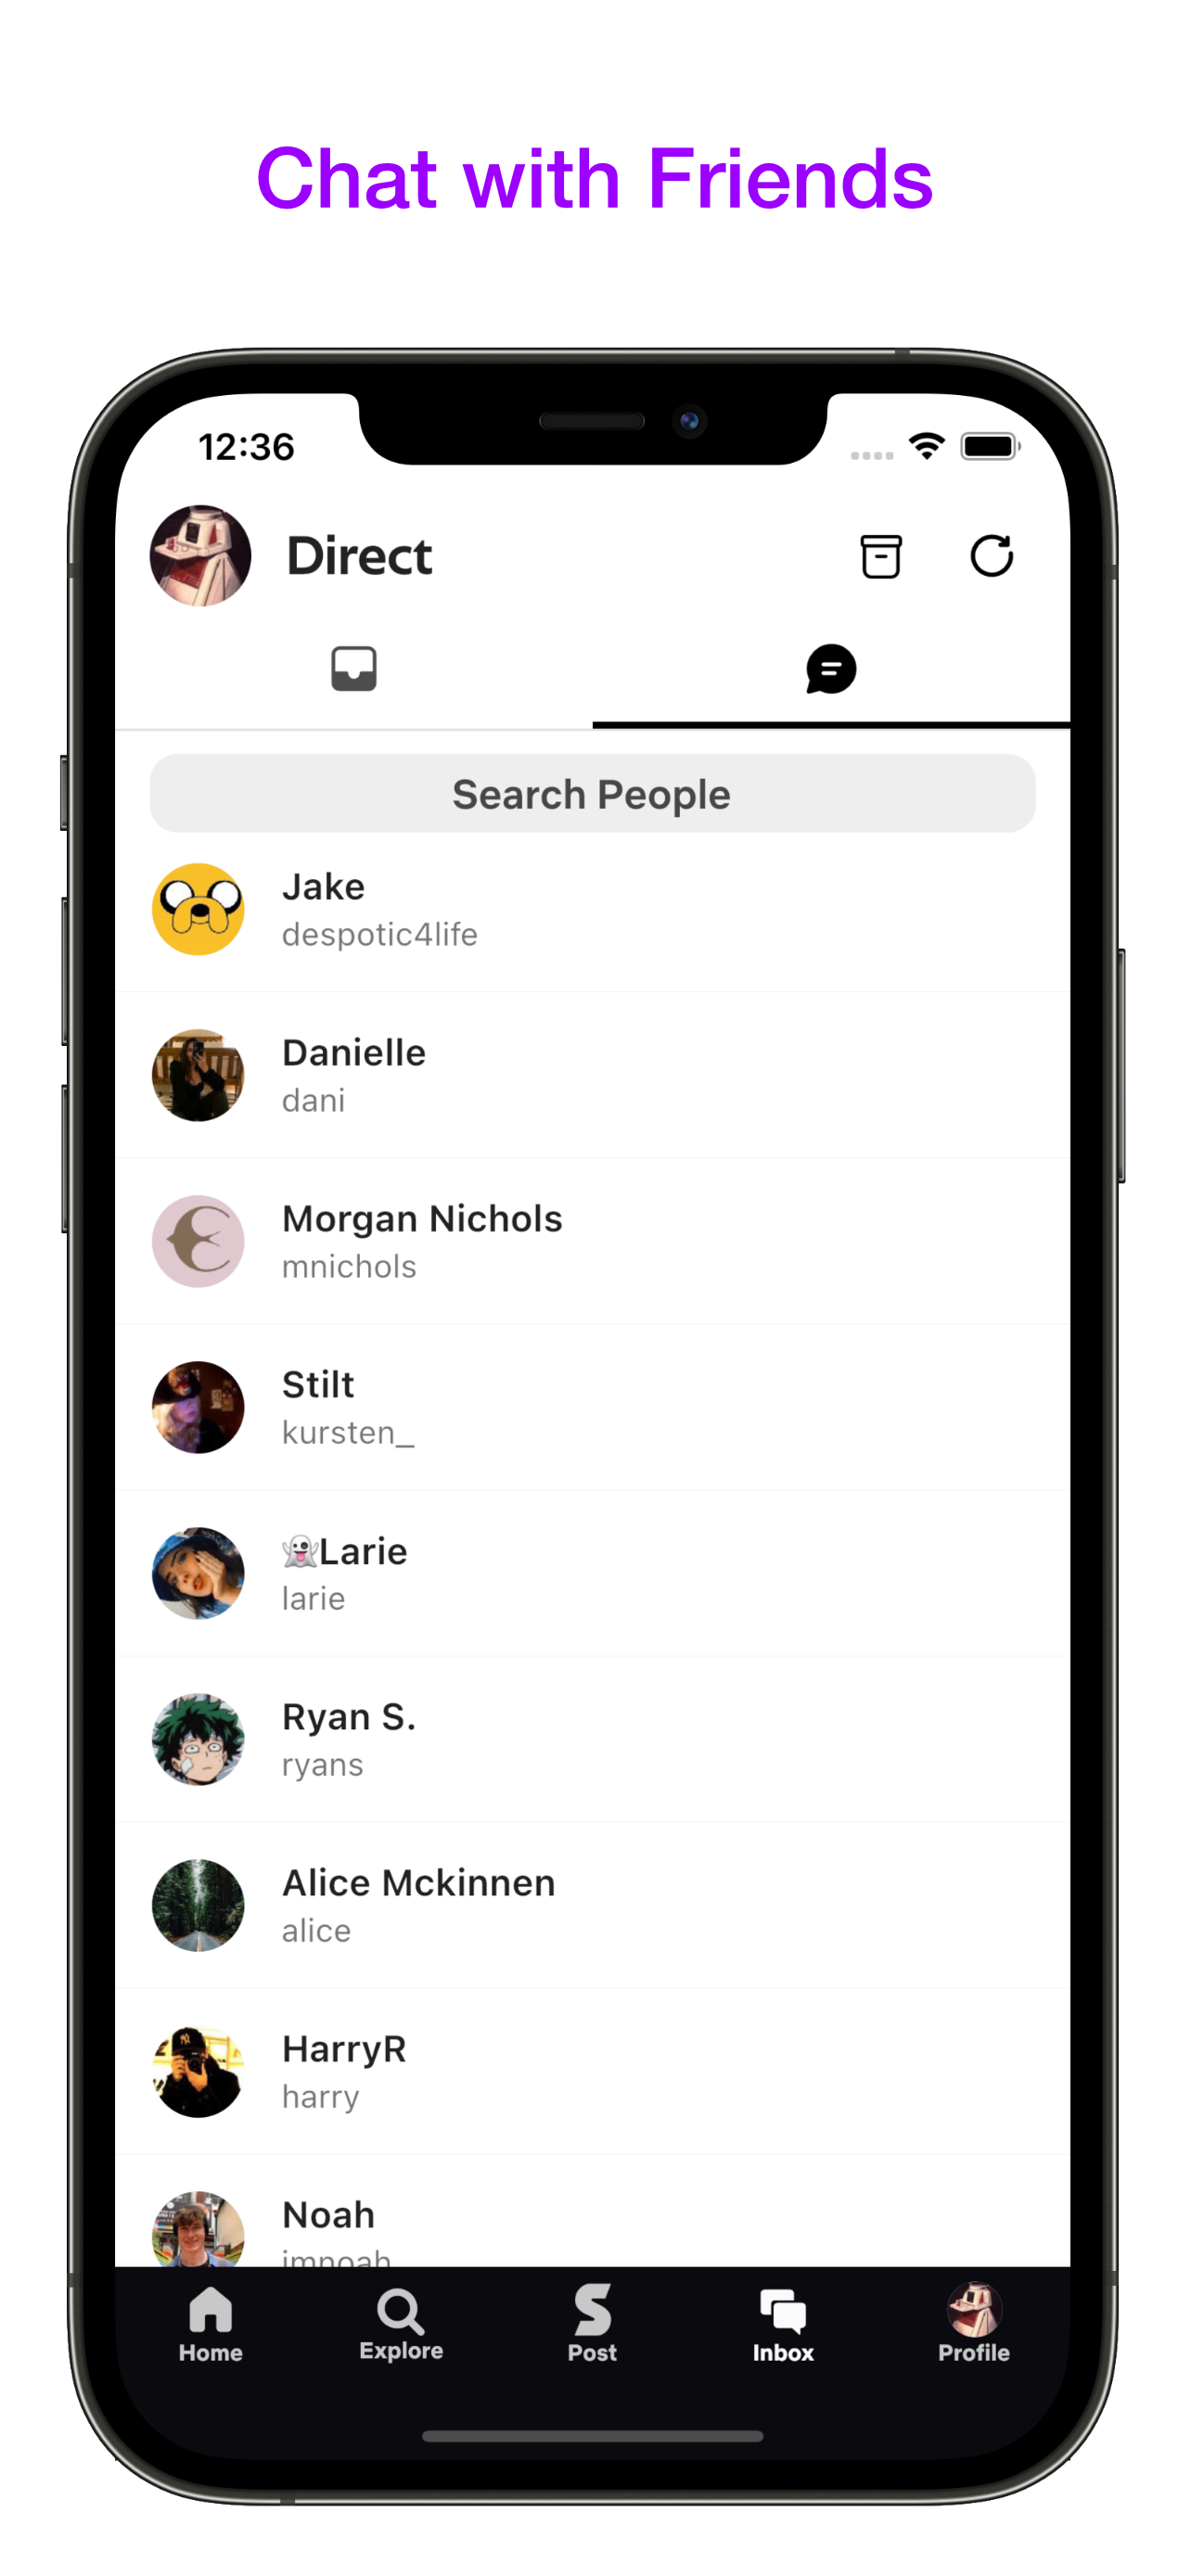 Chat with Friends
12:36
Direct
Search People
Jake
despotic4life
Danielle
dani
Morgan Nichols
mnichols
Stilt
kursten_
👻Larie
larie
Ryan S.
ryans
Alice Mckinnen
alice
HarryR
harry
Noah
imnoah
Home
Explore
Post
Inbox
Profile